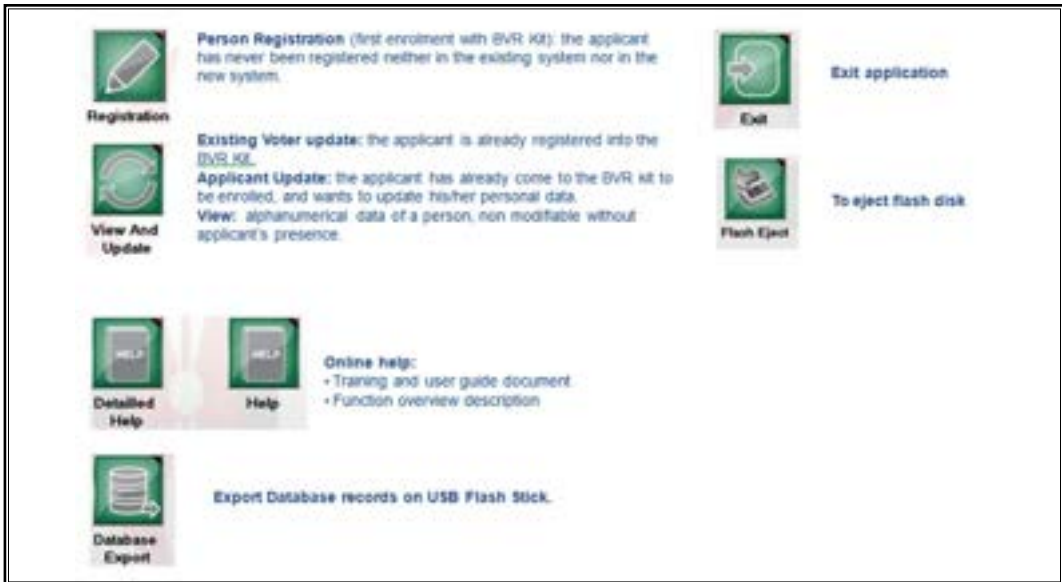 Person Registration (first enrolment with BVR Kit): the applicant
has never been registered neither in the existing system nor in the
new system.
Registration
Existing Voter update: the applicant is already registered into the
BVR Kit.
Applicant Update: the applicant has already come to the BVR kit to
be enrolled, and wants to update his/her personal data.
View: alphanumerical data of a person, non modifiable without
applicant's presence.
View And
Update
Exit application
Exit
To eject flash disk
Flash Eject
HELP
HELP
Detailled
Help
Help
Online help:
• Training and user guide document
• Function overview description
Export Database records on USB Flash Stick.
Database
Export